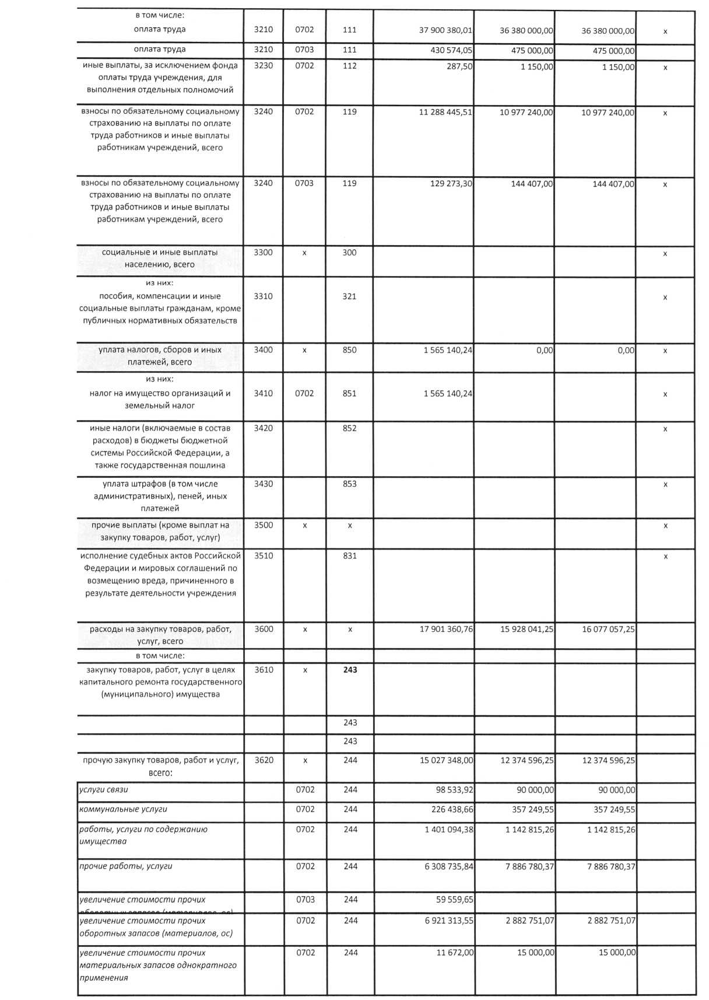 в том числе:
оплата труда 3210 0702 111 37 900 380,01 36 380 000,00 36 380 000,00 х
оплата труда 3210 0703 111 430 574,05 475 000,00 475 000,00
иные выплаты, за исключением фонда 3230 0702 112 287,50 1 150,00 1 150,00 х
оплаты труда учреждения, для
выполнения отдельных полномочий
взносы по обязательному социальному 3240 0702 119 11 288 445,51 10 977 240,00 10 977 240,00 х
страхованию на выплаты по оплате
труда работников и иные выплаты
работникам учреждений, всего
взносы по обязательному социальному 3240 0703 119 129 273,30 144 407,00 144 407,00 х
страхованию на выплаты по оплате
труда работников и иные выплаты
работникам учреждений, всего
социальные и иные выплаты 3300 х 300 х
населению, всего
из них:
пособия, компенсации и иные 3310 321 х
социальные выплаты гражданам, кроме
публичных нормативных обязательств
уплата налогов, сборов и иных 3400 х 850 1 565 140,24 0,00 0,00 х
платежей, всего
из них:
налог на имущество организаций и 3410 0702 851 1 565 140,24 х
земельный налог
иные налоги (включаемые в состав 3420 852 х
расходов) в бюджеты бюджетной
системы Российской Федерации, а
также государственная пошлина
уплата штрафов (в том числе 3430 853 х
административных), пеней, иных
платежей
прочие выплаты (кроме выплат на 3500 х х х
закупку товаров, работ, услуг)
исполнение судебных актов Российской 3510 831 х
Федерации и мировых соглашений по
возмещению вреда, причиненного в
результате деятельности учреждения
расходы на закупку товаров, работ, 3600 х х 17 901 360,76 15 928 041,25 16 077 057,25
услуг, всего
в том числе:
закупку товаров, работ, услуг в целях 3610 х 243
капитального ремонта государственного
(муниципального) имущества
243
243
прочую закупку товаров, работ и услуг, 3620 х 244 15 027 348,00 12 374 596,25 12 374 596,25
всего:
услуги связи 0702 244 98 533,92 90 000,00 90 000,00
коммунальные услуги 0702 244 226 438,66 357 249,55 357 249,55
работы, услуги по содержанию 0702 244 1 401 094,38 1 142 815,26 1 142 815,26
имущества
прочие работы, услуги 0702 244 6 308 735,84 7 886 780,37 7 886 780,37
увеличение стоимости прочих 0703 244 59 559,65
оборотных запасов (материалов, ос)
увеличение стоимости прочих 0702 244 6 921 313,55 2 882 751,07 2 882 751,07
оборотных запасов (материалов, ос)
увеличение стоимости прочих 0702 244 11 672,00 15 000,00 15 000,00
материальных запасов однократного
применения